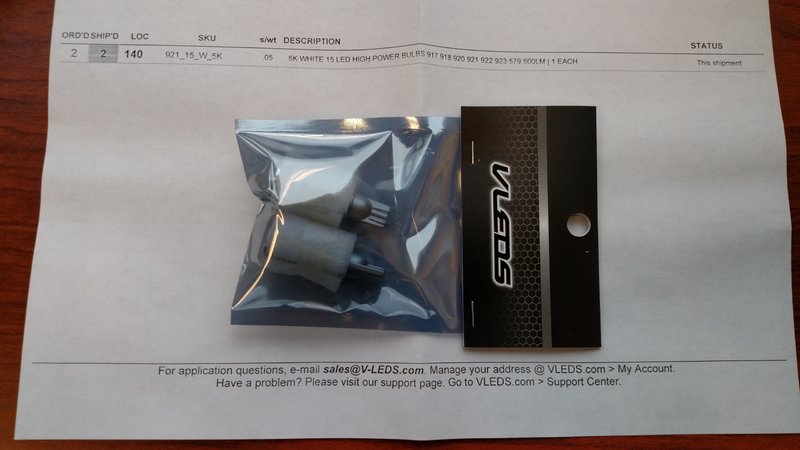 ORD'D SHIP'D LOC SKU s/wt DESCRIPTION STATUS
2 2 140 921_15_W_5K .05 5K WHITE 15 LED HIGH POWER BULBS 917 918 920 921 922 923 579 500LM | 1 EACH This shipment
VLEDS
For application questions, e-mail sales@V-LEDS.com. Manage your address @ VLEDS.com > My Account.
Have a problem? Please visit our support page. Go to VLEDS.com > Support Center.